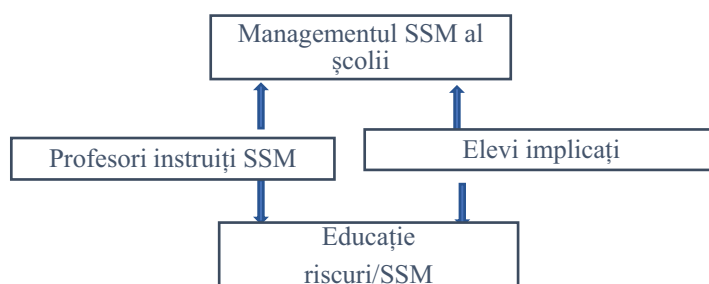 Managementul SSM al
școlii
Profesori instruiți SSM
Elevi implicați
Educație
riscuri/SSM